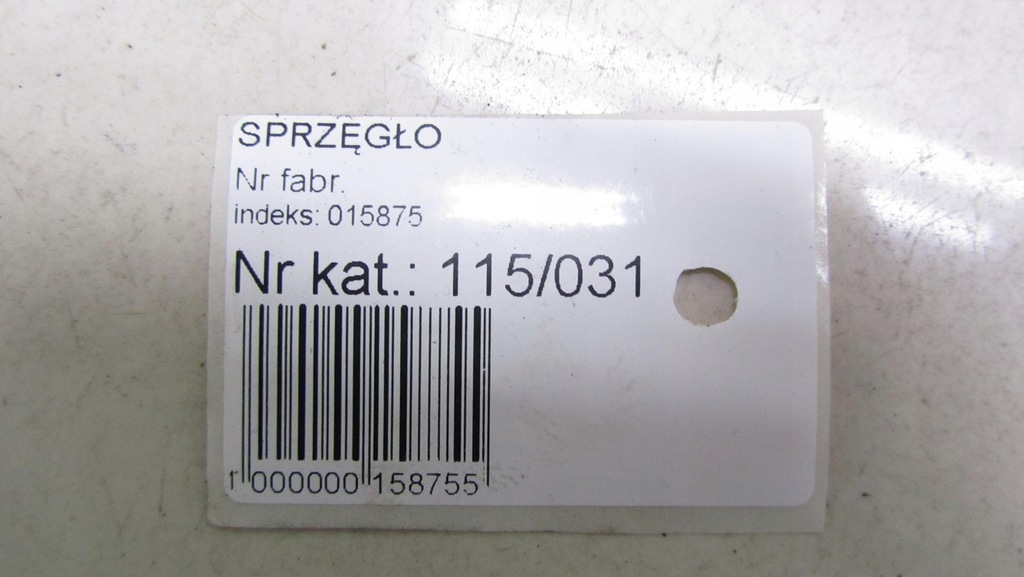 SPRZĘGŁO
Nr fabr.
indeks: 015875
Nr kat.: 115/031
1 000000 158755